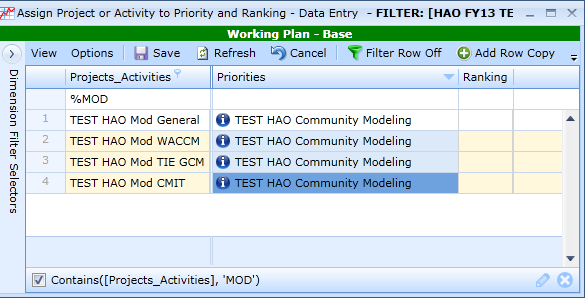 Assign Project or Activity to Priority and Ranking - Data Entry - FILTER: [HAO FY13 TE
Working Plan - Base
View Options Save Refresh Cancel Filter Row Off Add Row Copy
Dimension Filter Selectors
Projects_Activities Priorities Ranking
%MOD
1 TEST HAO Mod General TEST HAO Community Modeling
2 TEST HAO Mod WACCM TEST HAO Community Modeling
3 TEST HAO Mod TIE GCM TEST HAO Community Modeling
4 TEST HAO Mod CMIT TEST HAO Community Modeling
Contains([Projects_Activities], 'MOD')